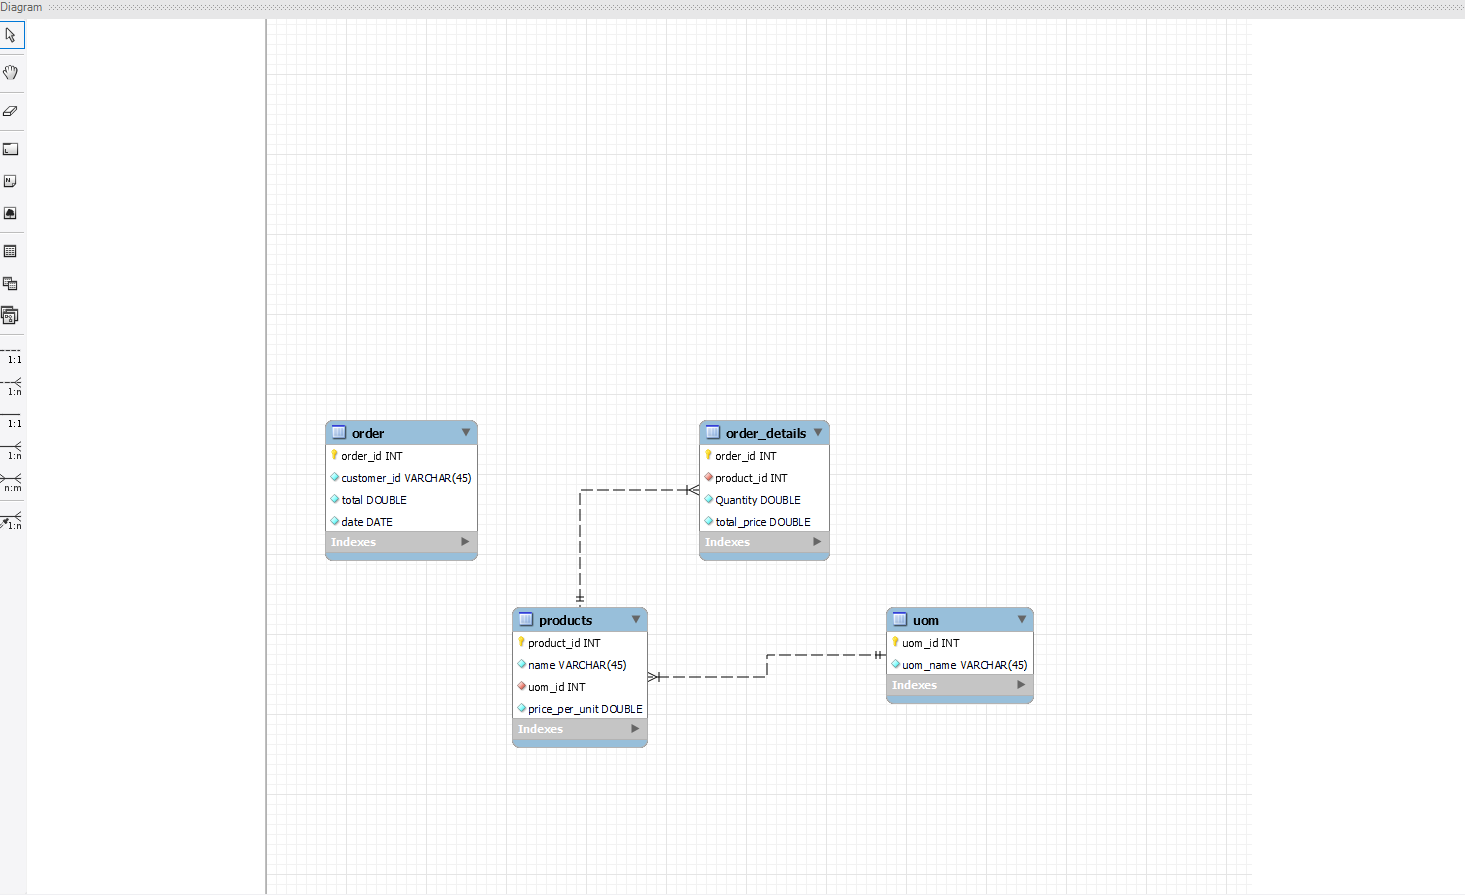 Diagram
1:1
1:n
1:1
1:n
n:m
1:n
order
order_id INT
customer_id VARCHAR(45)
total DOUBLE
date DATE
Indexes
order_details
order_id INT
product_id INT
Quantity DOUBLE
total_price DOUBLE
Indexes
products
product_id INT
name VARCHAR(45)
uom_id INT
price_per_unit DOUBLE
Indexes
uom
uom_id INT
uom_name VARCHAR(45)
Indexes